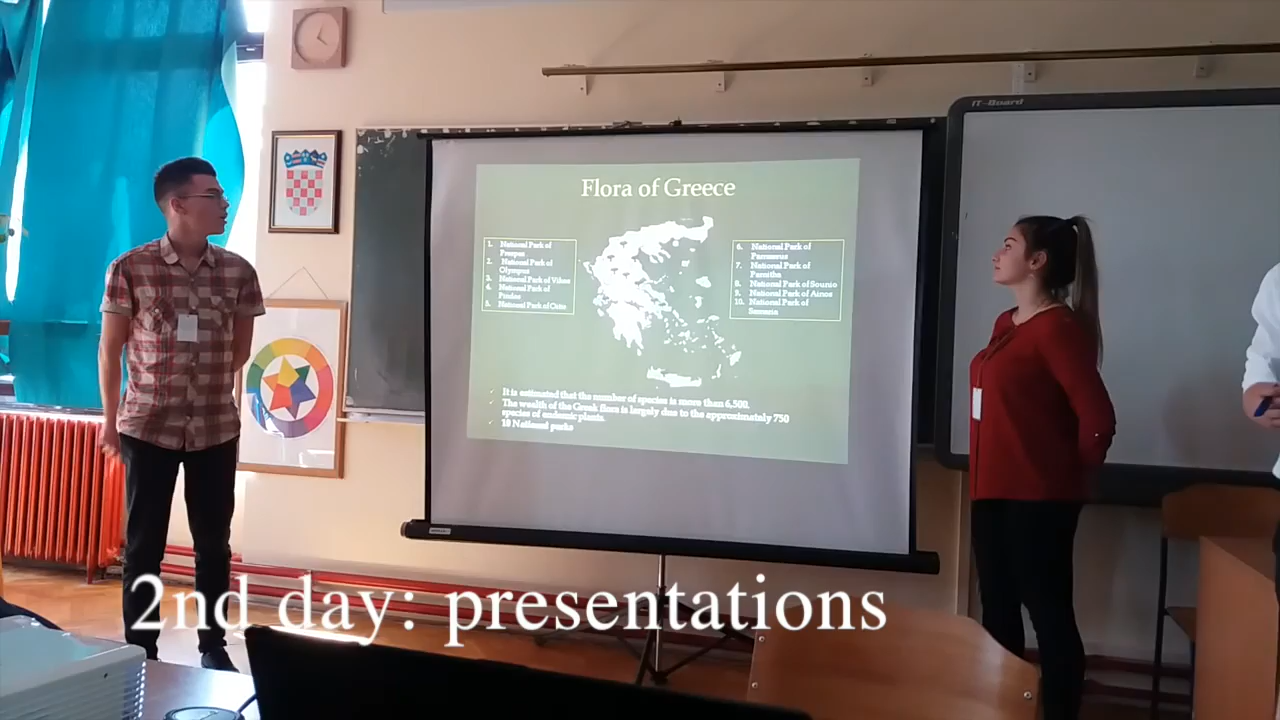 IT-Board
Flora of Greece
1. National Park of
2. National Park of
Olympus
3. National Park of Vikos
4. National Park of
5. National Park of
6. National Park of
Parnassus
7. National Park of
Parnitha
8. National Park of Sounio
9. National Park of Ainos
10. National Park of
✓ It is estimated that the number of species is more than 6,500.
✓ The wealth of the Greek flora is largely due to the approximately 750
species of endemic plants.
✓ 10 National parks
2nd day: presentations